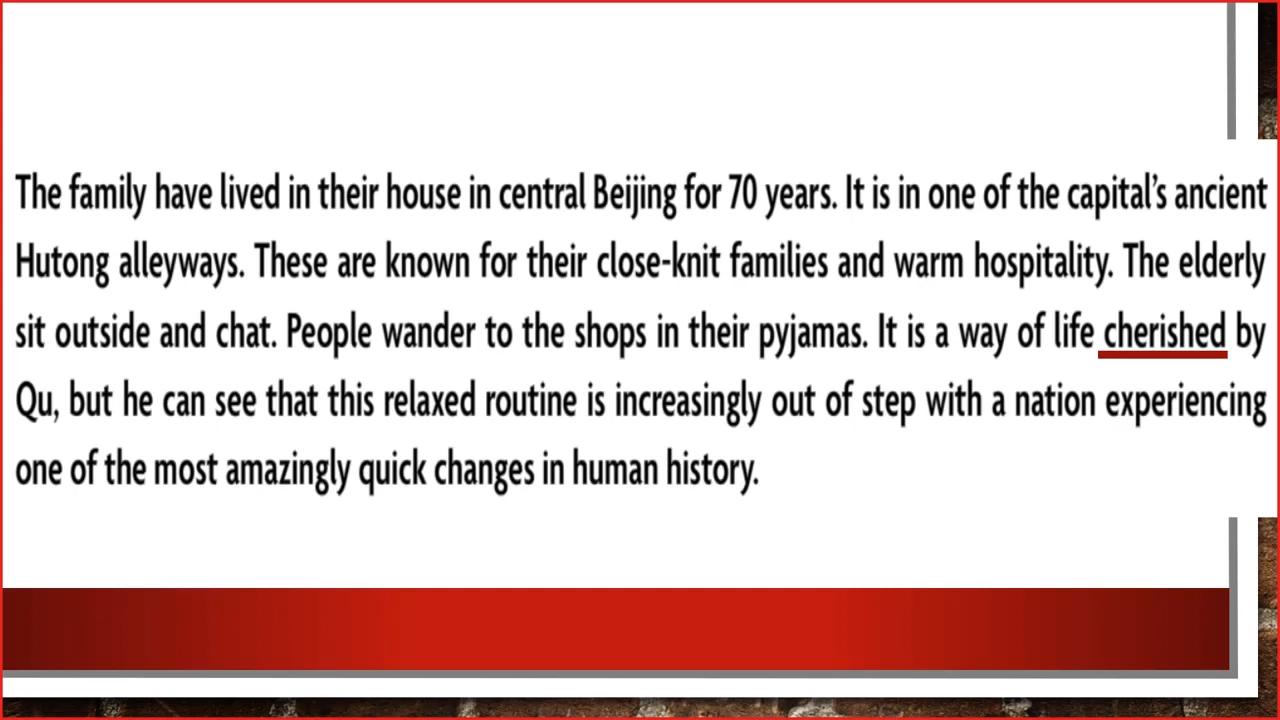 The family have lived in their house in central Beijing for 70 years. It is in one of the capital’s ancient
Hutong alleyways. These are known for their close-knit families and warm hospitality. The elderly
sit outside and chat. People wander to the shops in their pyjamas. It is a way of life cherished by
Qu, but he can see that this relaxed routine is increasingly out of step with a nation experiencing
one of the most amazingly quick changes in human history.